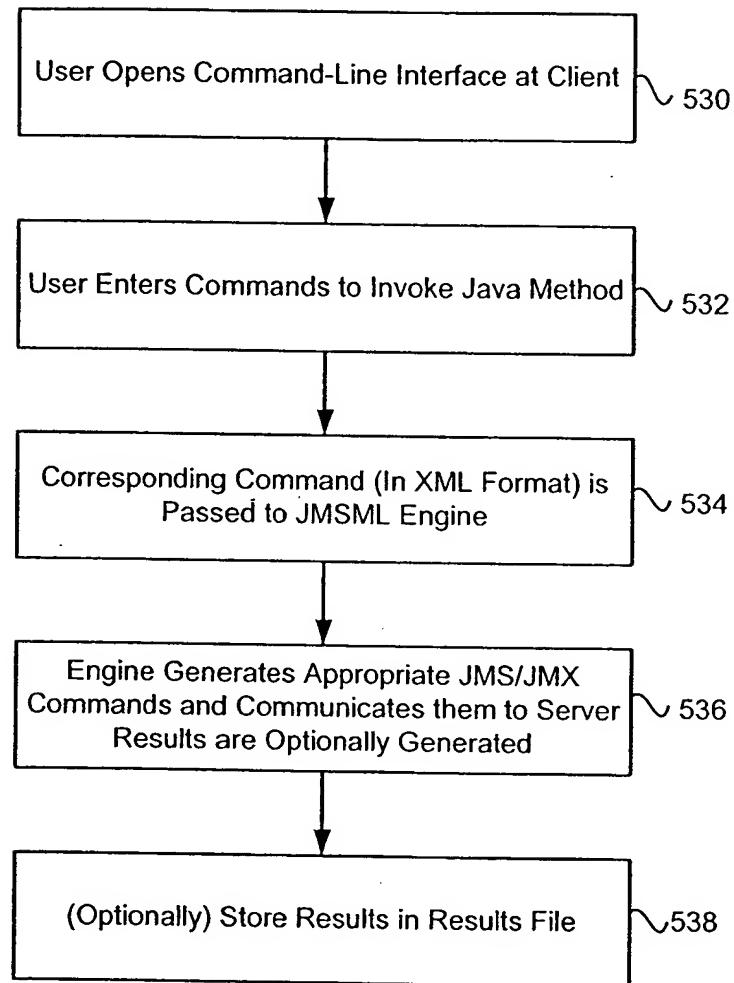 User Opens Command-Line Interface at Client
530
User Enters Commands to Invoke Java Method
532
Corresponding Command (In XML Format) is
Passed to JMSML Engine
534
Engine Generates Appropriate JMS/JMX
Commands and Communicates them to Server
Results are Optionally Generated
536
(Optionally) Store Results in Results File
538